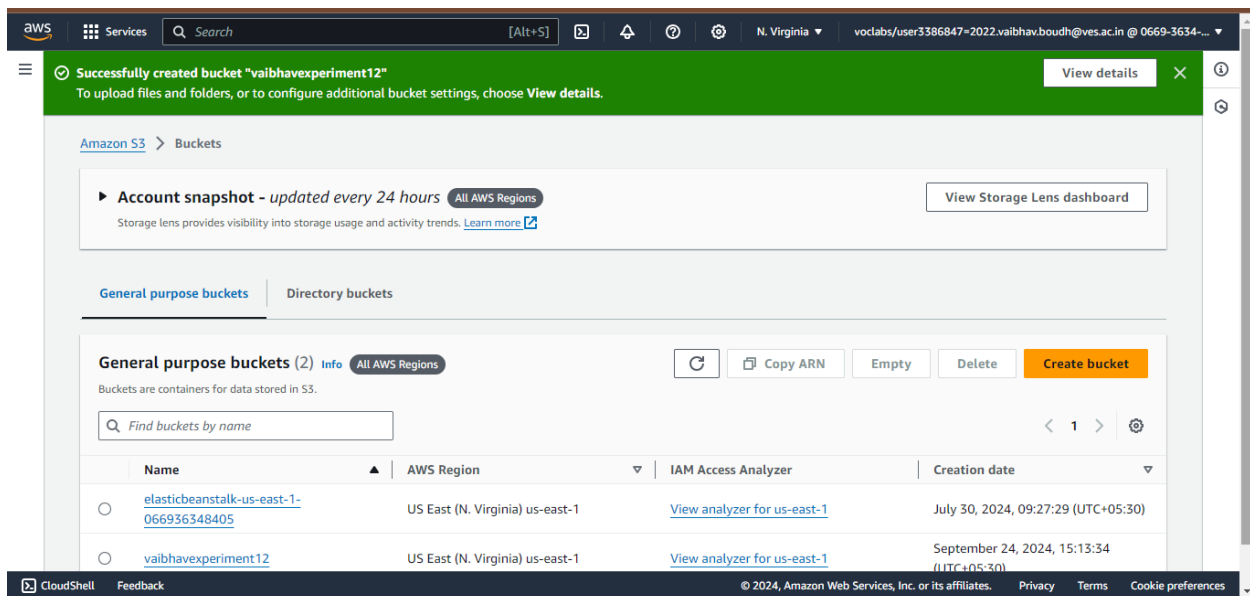 aws Services Search [Alt+S] N. Virginia ▼ voclabs/user3386847=2022.vaibhav.boudh@ves.ac.in @ 0669-3634-... ▼
Successfully created bucket "vaibhavexperiment12"
View details
To upload files and folders, or to configure additional bucket settings, choose View details.
Amazon S3 > Buckets
Account snapshot - updated every 24 hours All AWS Regions
View Storage Lens dashboard
Storage lens provides visibility into storage usage and activity trends. Learn more
General purpose buckets Directory buckets
General purpose buckets (2) Info All AWS Regions
Copy ARN Empty Delete Create bucket
Buckets are containers for data stored in S3.
Find buckets by name
< 1 >
Name AWS Region IAM Access Analyzer Creation date
elasticbeanstalk-us-east-1-
066936348405
US East (N. Virginia) us-east-1 View analyzer for us-east-1 July 30, 2024, 09:27:29 (UTC+05:30)
vaibhavexperiment12 US East (N. Virginia) us-east-1 View analyzer for us-east-1 September 24, 2024, 15:13:34
(UTC+05:30)
CloudShell Feedback © 2024, Amazon Web Services, Inc. or its affiliates. Privacy Terms Cookie preferences